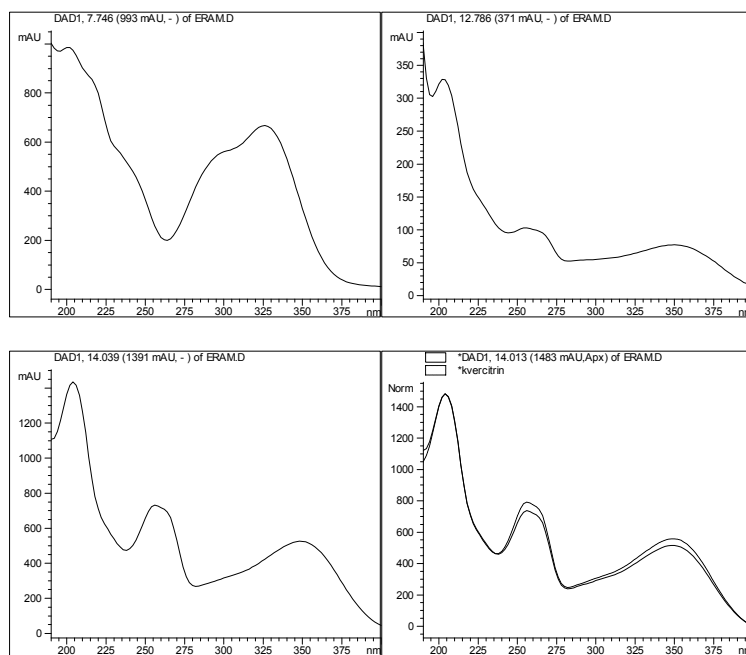 DAD1, 7.746 (993 mAU, - ) of ERAM.D
mAU
800
600
400
200
0
200 225 250 275 300 325 350 375 nm
DAD1, 12.786 (371 mAU, - ) of ERAM.D
mAU
350
300
250
200
150
100
50
0
200 225 250 275 300 325 350 375 nm
DAD1, 14.039 (1391 mAU, - ) of ERAM.D
mAU
1200
1000
800
600
400
200
0
200 225 250 275 300 325 350 375 nm
*DAD1, 14.013 (1483 mAU,Apx) of ERAM.D
*kvercitrin
Norm
1400
1200
1000
800
600
400
200
0
200 225 250 275 300 325 350 375 nm